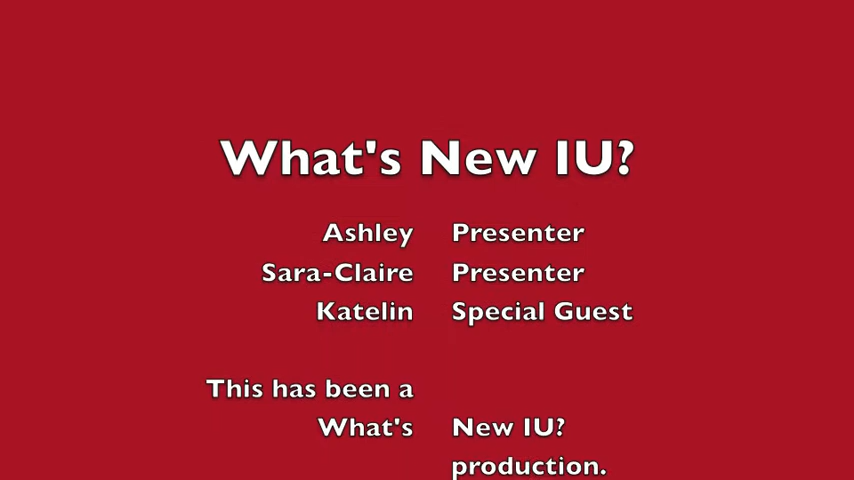 What's New IU?
Ashley Presenter
Sara-Claire Presenter
Katelin Special Guest
This has been a
What's New IU?
production.